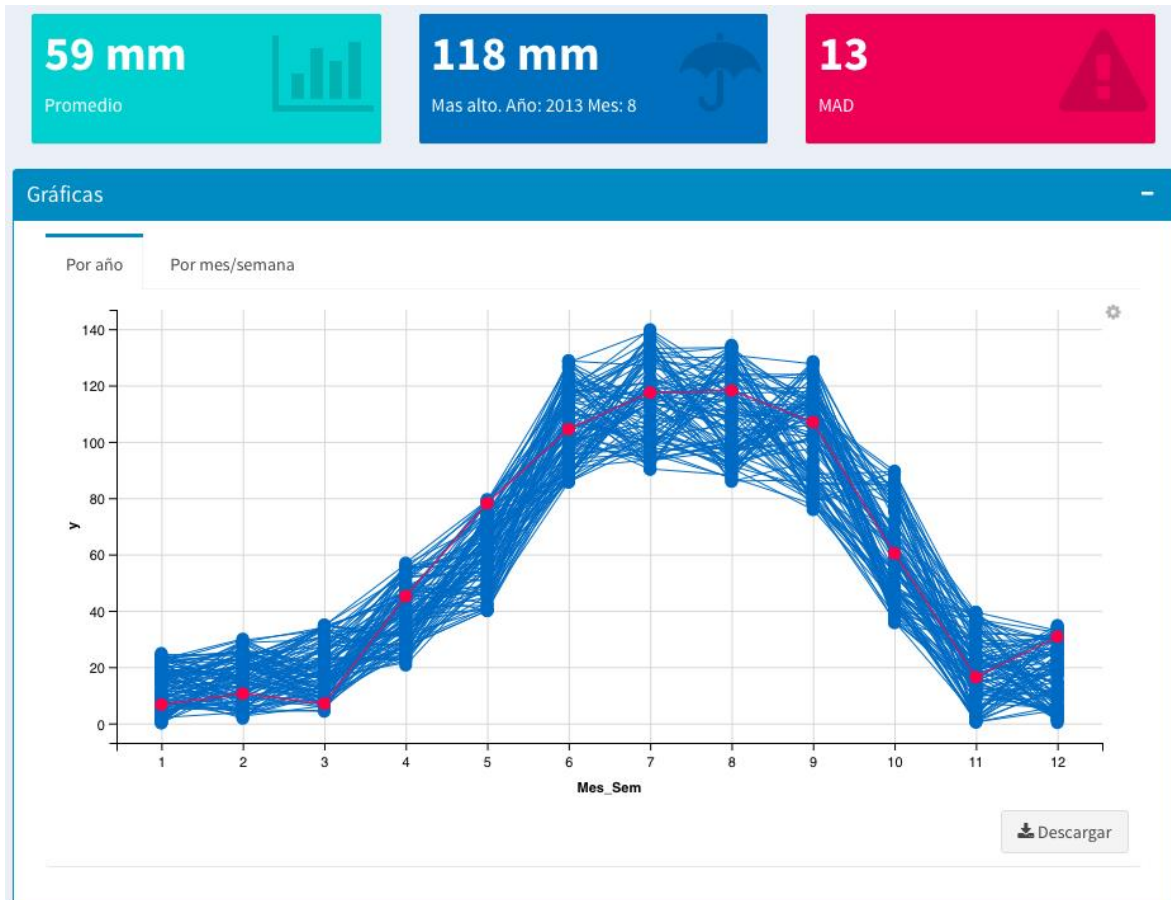 59 mm
Promedio
118 mm
Mas alto. Año: 2013 Mes: 8
13
MAD
Gráficas
Por año
Por mes/semana
140
120
100
80
60
40
20
0
y
1 2 3 4 5 6 7 8 9 10 11 12
Mes_Sem
Descargar